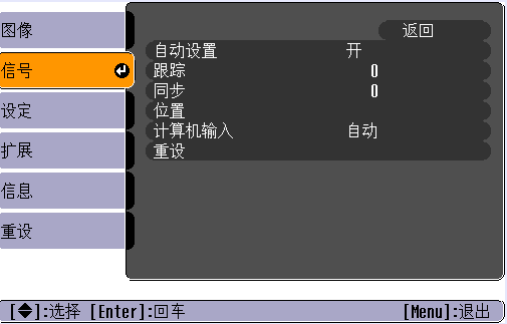 图像
信号
设定
扩展
信息
重设
返回
自动设置 开
跟踪 0
同步 0
位置
计算机输入 自动
重设
[◆]:选择 [Enter]:回车 [Menu]:退出